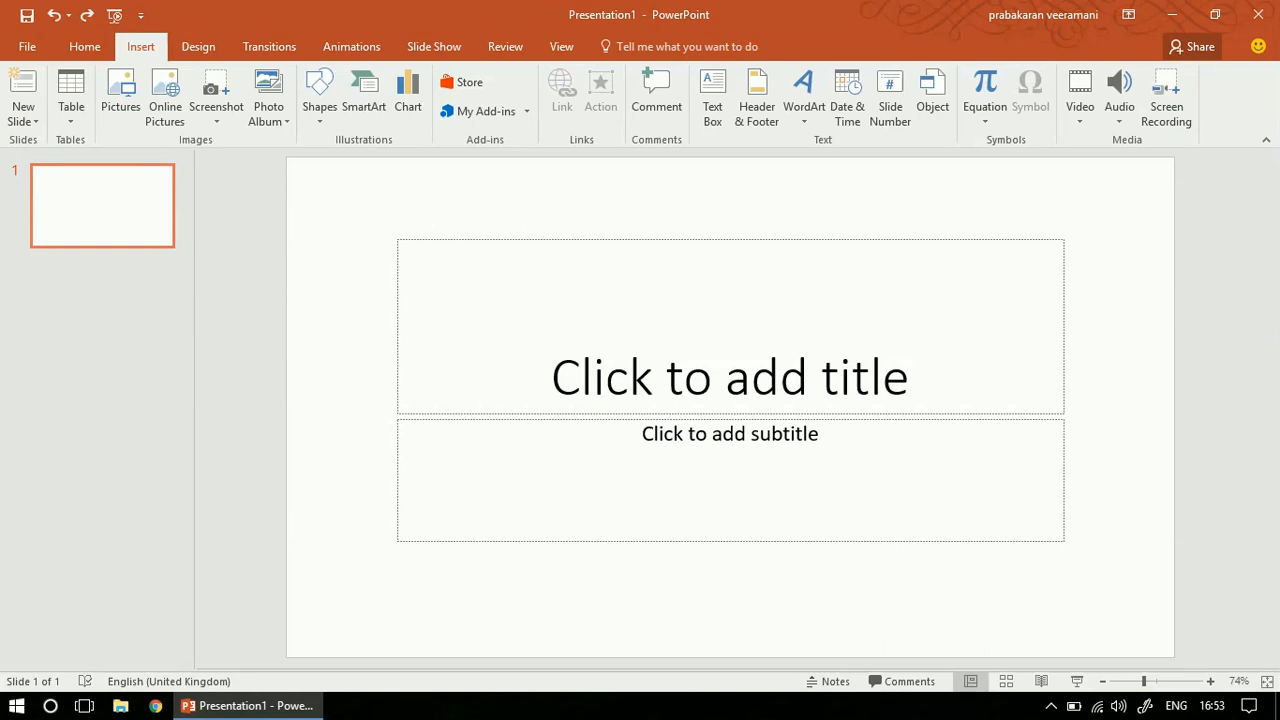 Presentation1 - PowerPoint
prabakaran veeramani
File Home Insert Design Transitions Animations Slide Show Review View Tell me what you want to do Share
New Slide
Table
Pictures
Online Pictures
Screenshot
Photo Album
Shapes
SmartArt
Chart
Store
My Add-ins
Link
Action
Comment
Text Box
Header & Footer
WordArt
Date & Time
Slide Number
Object
Equation
Symbol
Video
Audio
Screen Recording
Slides Tables Images Illustrations Add-ins Links Comments Text Symbols Media
1
Click to add title
Click to add subtitle
Slide 1 of 1 English (United Kingdom) Notes Comments 74%
Presentation1 - Powe... ENG 16:53